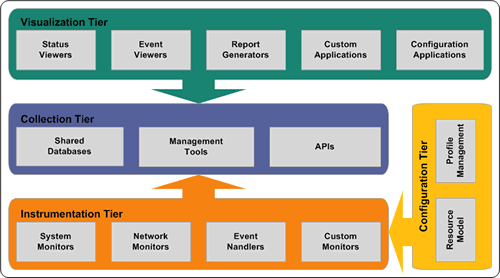 Visualization Tier
Status
Viewers
Event
Viewers
Report
Generators
Custom
Applications
Configuration
Applications
Collection Tier
Shared
Databases
Management
Tools
APIs
Instrumentation Tier
System
Monitors
Network
Monitors
Event
Nandlers
Custom
Monitors
Configuration Tier
Profile
Management
Resource
Model